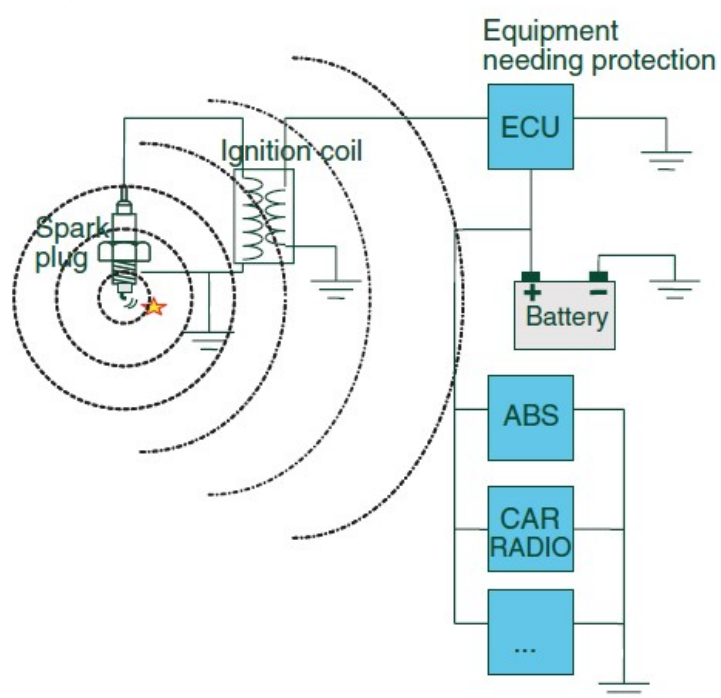 Equipment
needing protection
ECU
Ignition coil
Spark
plug
+ −
Battery
ABS
CAR
RADIO
...